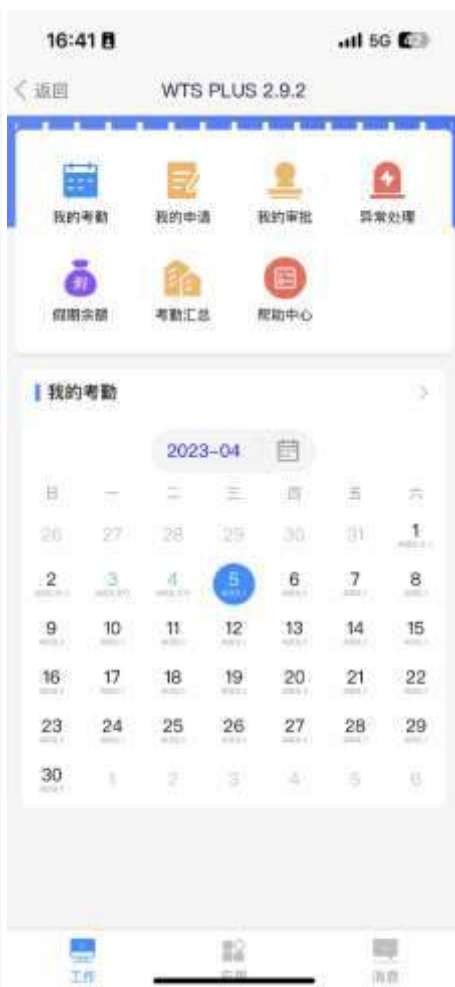 16:41 5G
返回 WTS PLUS 2.9.2
我的考勤 我的申请 我的审批 异常处理
假期余额 考勤汇总 帮助中心
我的考勤
2023-04
日 一 二 三 四 五 六
26 27 28 29 30 31 1
2 3 4 5 6 7 8
9 10 11 12 13 14 15
16 17 18 19 20 21 22
23 24 25 26 27 28 29
30 1 2 3 4 5 6
工作 消息